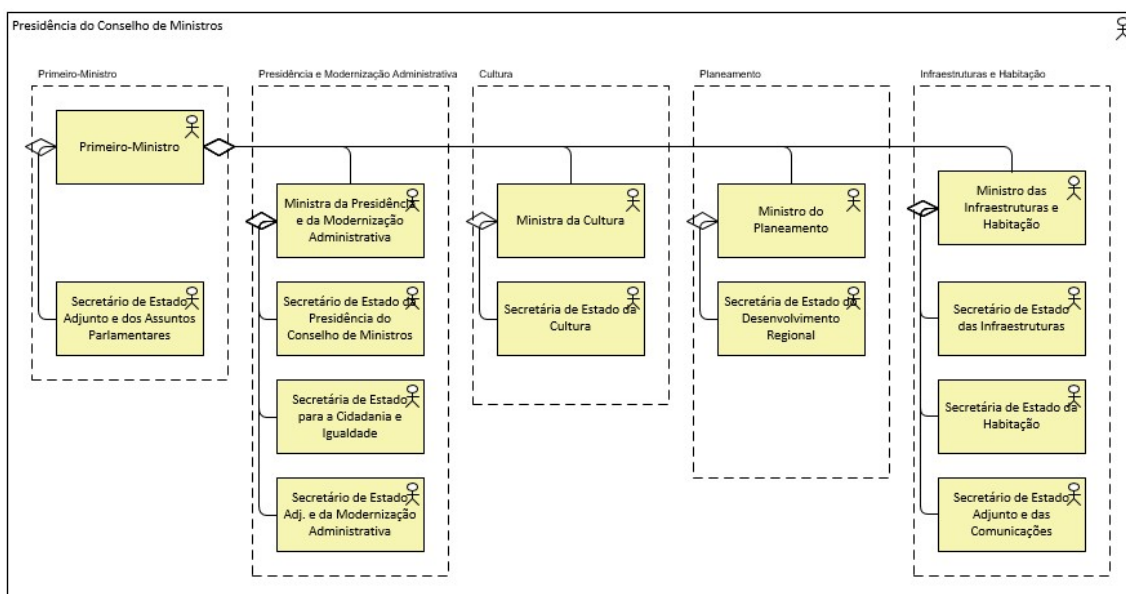 Presidência do Conselho de Ministros
Primeiro-Ministro
Presidência e Modernização Administrativa
Cultura
Planeamento
Infraestruturas e Habitação
Primeiro-Ministro
Ministra da Presidência
e da Modernização
Administrativa
Ministra da Cultura
Ministro do
Planeamento
Ministro das
Infraestruturas e
Habitação
Secretário de Estado
Adjunto e dos Assuntos
Parlamentares
Secretário de Estado da
Presidência do
Conselho de Ministros
Secretária de Estado da
Cultura
Secretária de Estado do
Desenvolvimento
Regional
Secretário de Estado
das Infraestruturas
Secretária de Estado
para a Cidadania e
Igualdade
Secretária de Estado da
Habitação
Secretário de Estado
Adj. e da Modernização
Administrativa
Secretário de Estado
Adjunto e das
Comunicações